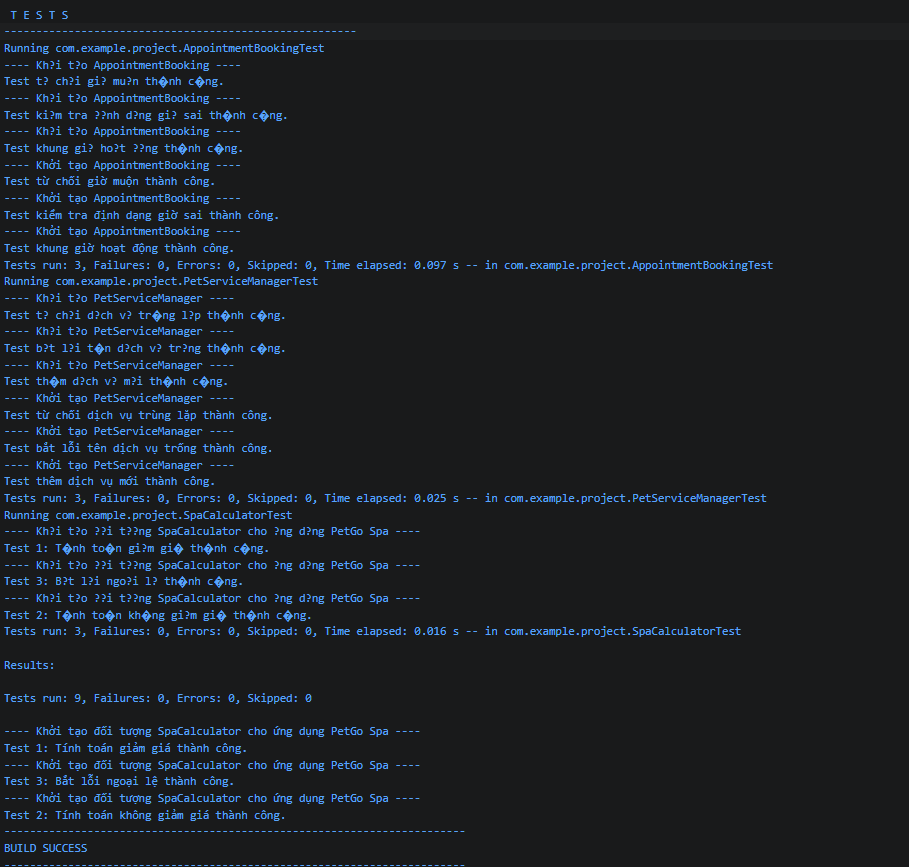 T E S T S
-------------------------------------------------------
Running com.example.project.AppointmentBookingTest
---- Kh?i t?o AppointmentBooking ----
Test t? ch?i gi? mu?n th�nh c�ng.
---- Kh?i t?o AppointmentBooking ----
Test ki?m tra ??nh d?ng gi? sai th�nh c�ng.
---- Kh?i t?o AppointmentBooking ----
Test khung gi? ho?t ??ng th�nh c�ng.
---- Khởi tạo AppointmentBooking ----
Test từ chối giờ muộn thành công.
---- Khởi tạo AppointmentBooking ----
Test kiểm tra định dạng giờ sai thành công.
---- Khởi tạo AppointmentBooking ----
Test khung giờ hoạt động thành công.
Tests run: 3, Failures: 0, Errors: 0, Skipped: 0, Time elapsed: 0.097 s -- in com.example.project.AppointmentBookingTest
Running com.example.project.PetServiceManagerTest
---- Kh?i t?o PetServiceManager ----
Test t? ch?i d?ch v? tr�ng l?p th�nh c�ng.
---- Kh?i t?o PetServiceManager ----
Test b?t l?i t�n d?ch v? tr?ng th�nh c�ng.
---- Kh?i t?o PetServiceManager ----
Test th�m d?ch v? m?i th�nh c�ng.
---- Khởi tạo PetServiceManager ----
Test từ chối dịch vụ trùng lặp thành công.
---- Khởi tạo PetServiceManager ----
Test bắt lỗi tên dịch vụ trống thành công.
---- Khởi tạo PetServiceManager ----
Test thêm dịch vụ mới thành công.
Tests run: 3, Failures: 0, Errors: 0, Skipped: 0, Time elapsed: 0.025 s -- in com.example.project.PetServiceManagerTest
Running com.example.project.SpaCalculatorTest
---- Kh?i t?o ??i t??ng SpaCalculator cho ?ng d?ng PetGo Spa ----
Test 1: T�nh to�n gi?m gi� th�nh c�ng.
---- Kh?i t?o ??i t??ng SpaCalculator cho ?ng d?ng PetGo Spa ----
Test 3: B?t l?i ngo?i l? th�nh c�ng.
---- Kh?i t?o ??i t??ng SpaCalculator cho ?ng d?ng PetGo Spa ----
Test 2: T�nh to�n kh�ng gi?m gi� th�nh c�ng.
Tests run: 3, Failures: 0, Errors: 0, Skipped: 0, Time elapsed: 0.016 s -- in com.example.project.SpaCalculatorTest
Results:
Tests run: 9, Failures: 0, Errors: 0, Skipped: 0
---- Khởi tạo đối tượng SpaCalculator cho ứng dụng PetGo Spa ----
Test 1: Tính toán giảm giá thành công.
---- Khởi tạo đối tượng SpaCalculator cho ứng dụng PetGo Spa ----
Test 3: Bắt lỗi ngoại lệ thành công.
---- Khởi tạo đối tượng SpaCalculator cho ứng dụng PetGo Spa ----
Test 2: Tính toán không giảm giá thành công.
------------------------------------------------------------------------
BUILD SUCCESS
------------------------------------------------------------------------